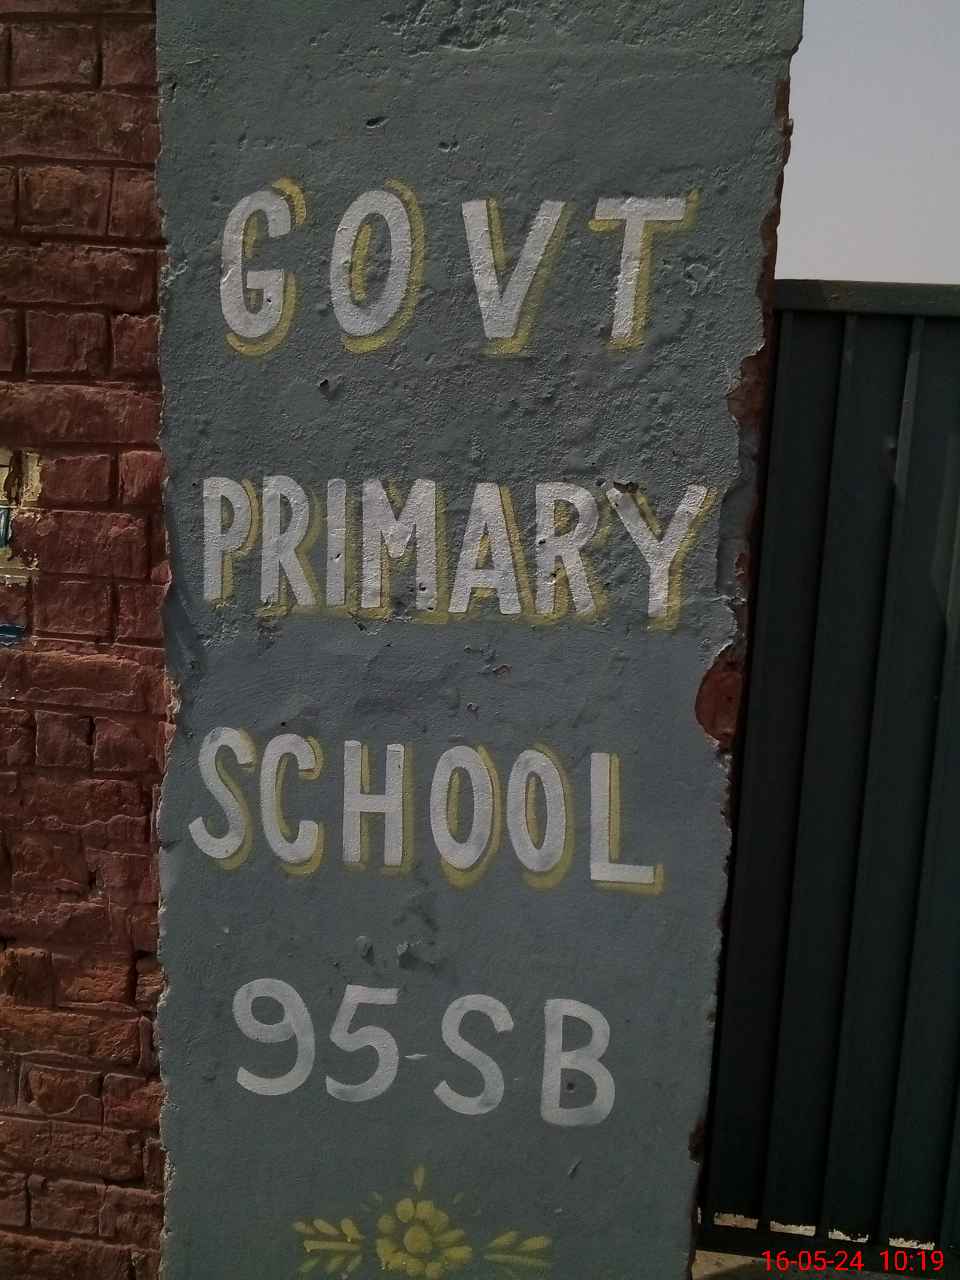 GOVT
PRIMARY
SCHOOL
95-SB
16-05-24 10:19